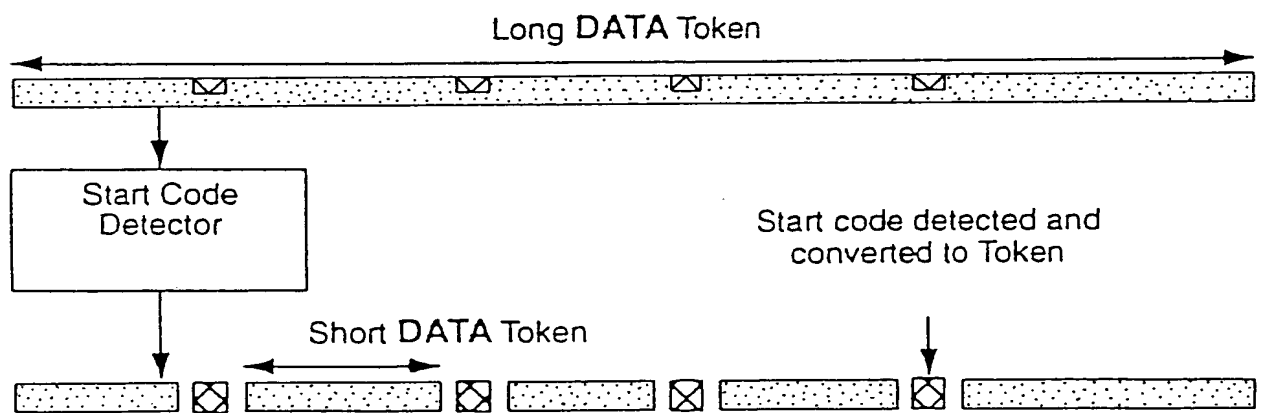 Long DATA Token
Start Code
Detector
Start code detected and
converted to Token
Short DATA Token